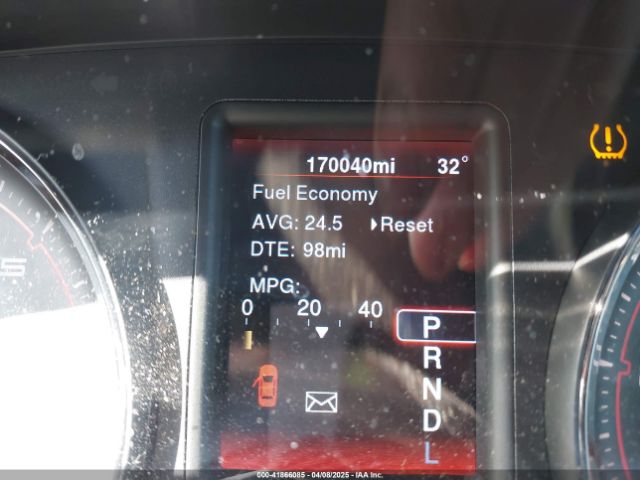 170040mi 32°
Fuel Economy
AVG: 24.5 Reset
DTE: 98mi
MPG:
0 20 40
P
R
N
D
L
5
000-41866085 - 04/08/2025 - IAA Inc.